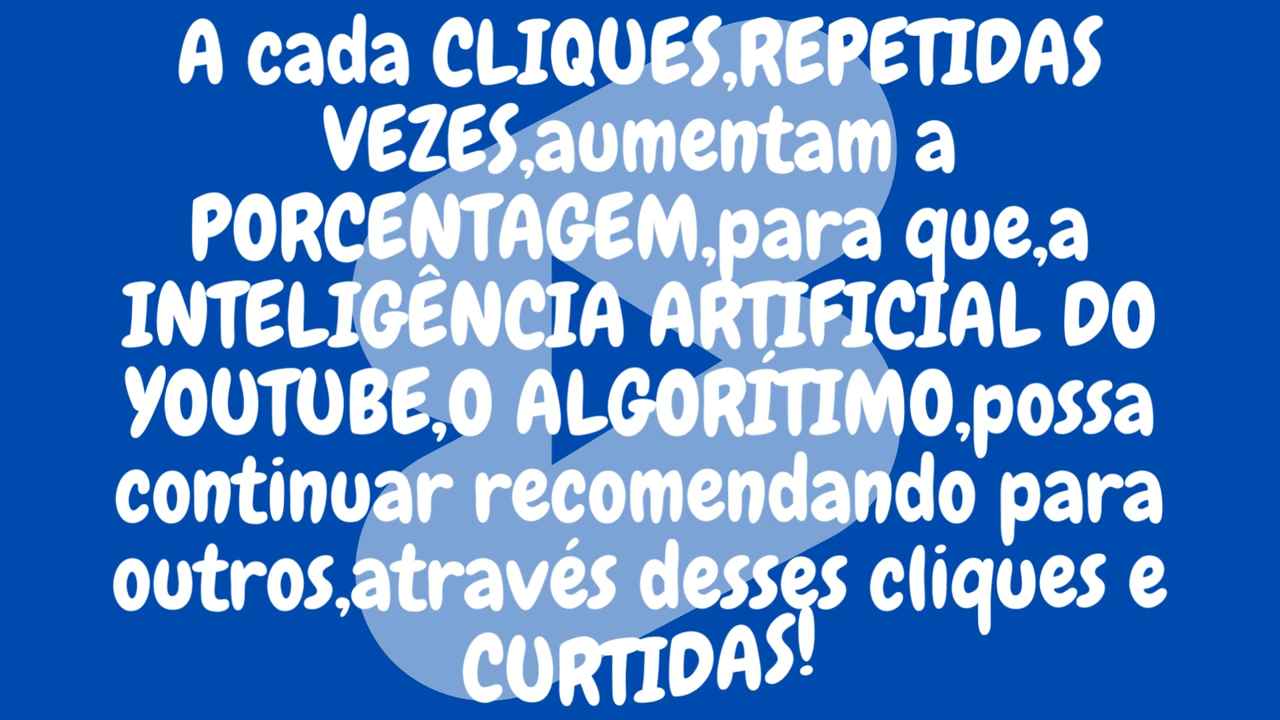 A cada CLIQUES,REPETIDAS
VEZES,aumentam a
PORCENTAGEM,para que,a
INTELIGÊNCIA ARTIFICIAL DO
YOUTUBE,O ALGORÍTIMO,possa
continuar recomendando para
outros,através desses cliques e
CURTIDAS!